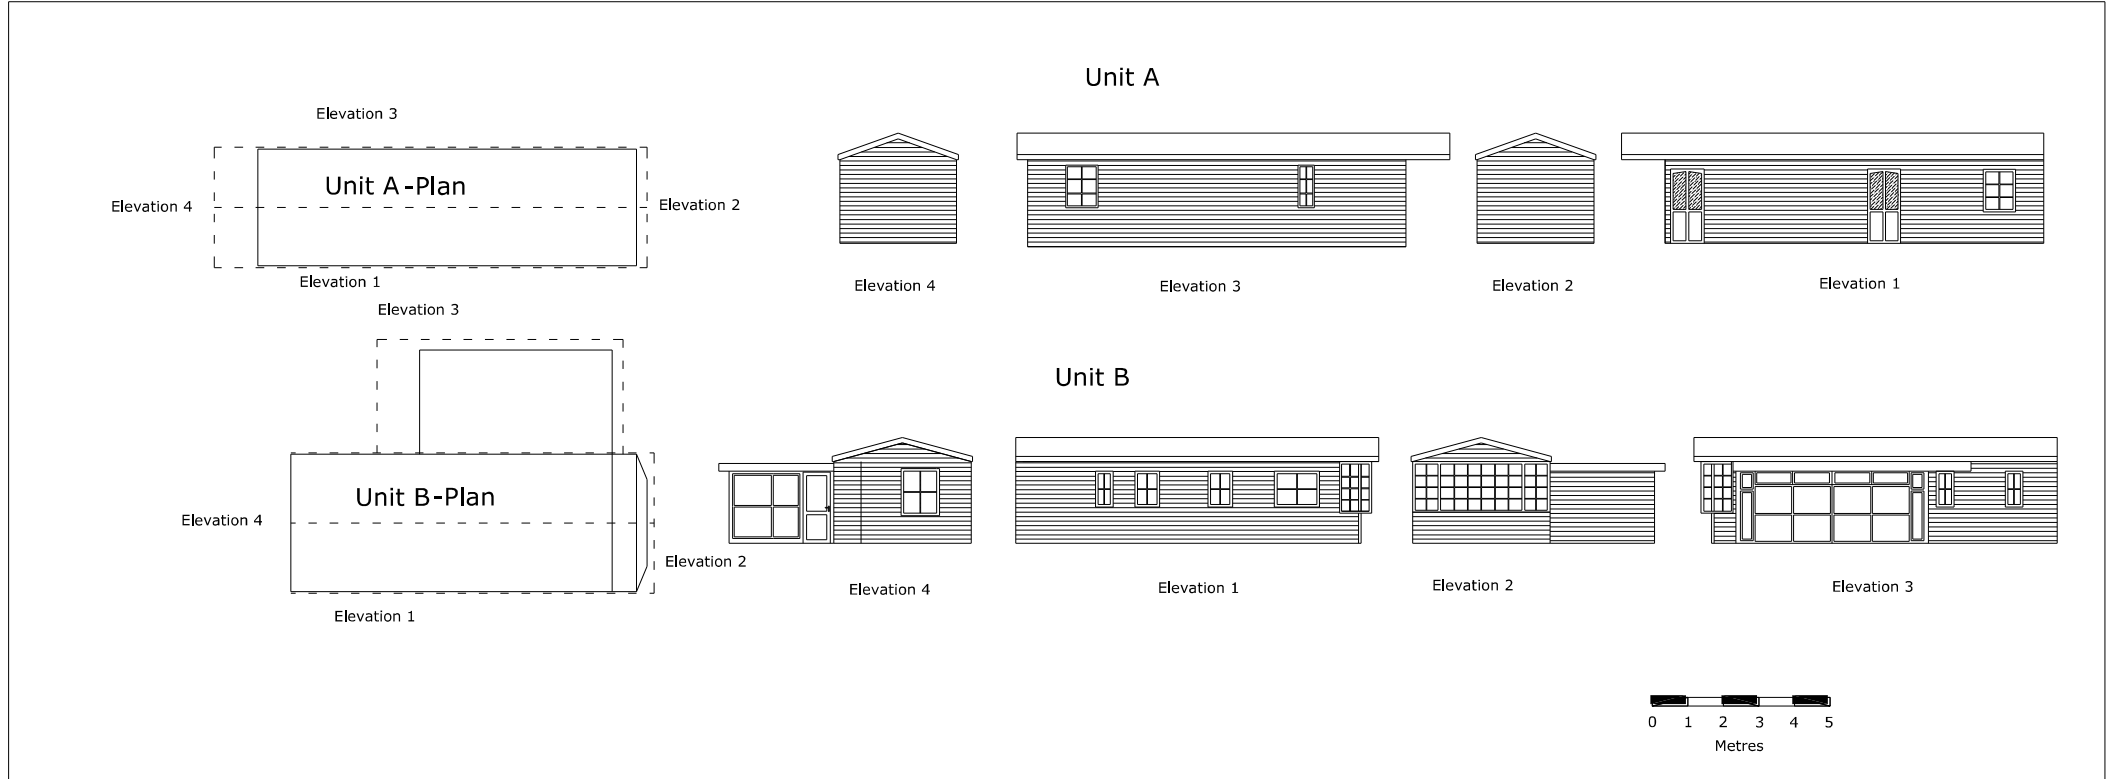 Unit A
Elevation 3
Unit A-Plan
Elevation 4
Elevation 2
Elevation 1
Elevation 4
Elevation 3
Elevation 2
Elevation 1
Elevation 3
Unit B
Unit B-Plan
Elevation 4
Elevation 2
Elevation 1
Elevation 4
Elevation 1
Elevation 2
Elevation 3
0 1 2 3 4 5
Metres